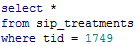 select *
from sip_treatments
where tid = 1749